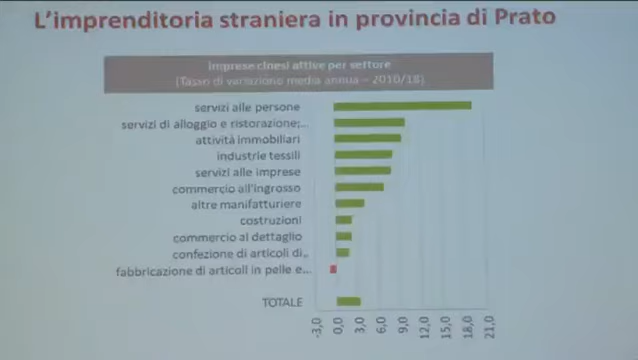 L'imprenditoria straniera in provincia di Prato
Imprese cinesi attive per settore
(Tasso di variazione media annua - 2010/18)
servizi alle persone
servizi di alloggio e ristorazione;...
attività immobiliari
industrie tessili
servizi alle imprese
commercio all'ingrosso
altre manifatturiere
costruzioni
commercio al dettaglio
confezione di articoli di...
fabbricazione di articoli in pelle e...
TOTALE
-3,0 0,0 3,0 6,0 9,0 12,0 15,0 18,0 21,0